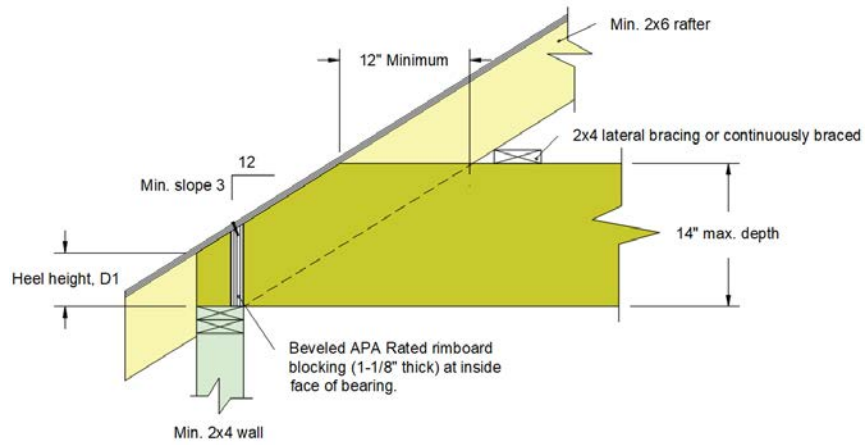 Min. 2x6 rafter
12" Minimum
2x4 lateral bracing or continuously braced
12
Min. slope 3
14" max. depth
Heel height, D1
Beveled APA Rated rimboard
blocking (1-1/8" thick) at inside
face of bearing.
Min. 2x4 wall